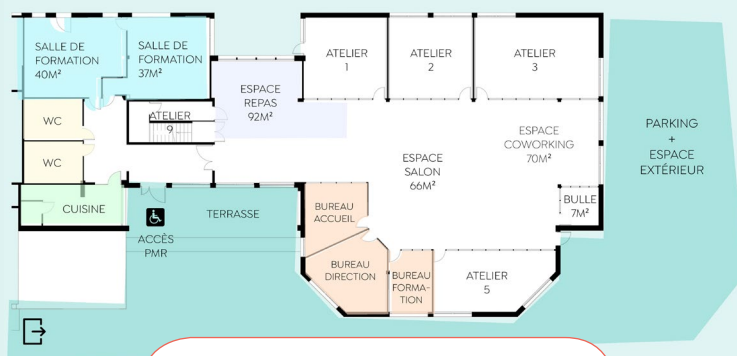 SALLE DE
FORMATION
40M²
SALLE DE
FORMATION
37M²
ESPACE
REPAS
92M²
ATELIER
1
ATELIER
2
ATELIER
3
WC
WC
ATELIER
9
CUISINE
ACCÈS
PMR
TERRASSE
ESPACE
SALON
66M²
ESPACE
COWORKING
70M²
BULLE
7M²
BUREAU
ACCUEIL
BUREAU
DIRECTION
BUREAU
FORMA-
TION
ATELIER
5
PARKING
+
ESPACE
EXTÉRIEUR